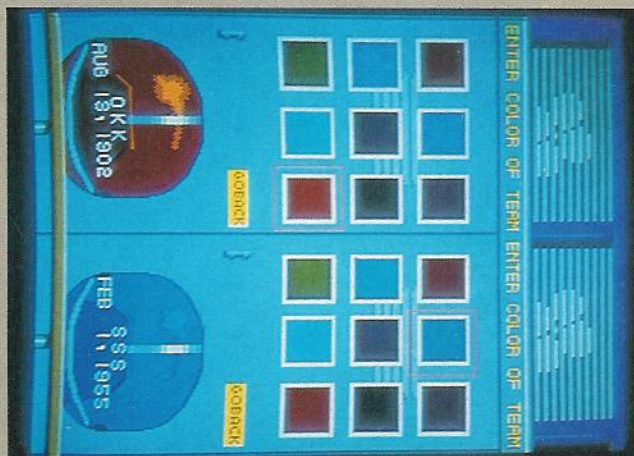 ENTER COLOR OF TEAM ENTER COLOR OF TEAM
GOBACK
GOBACK
OKK
AUG 13,1902
SSS
FEB 1,1955